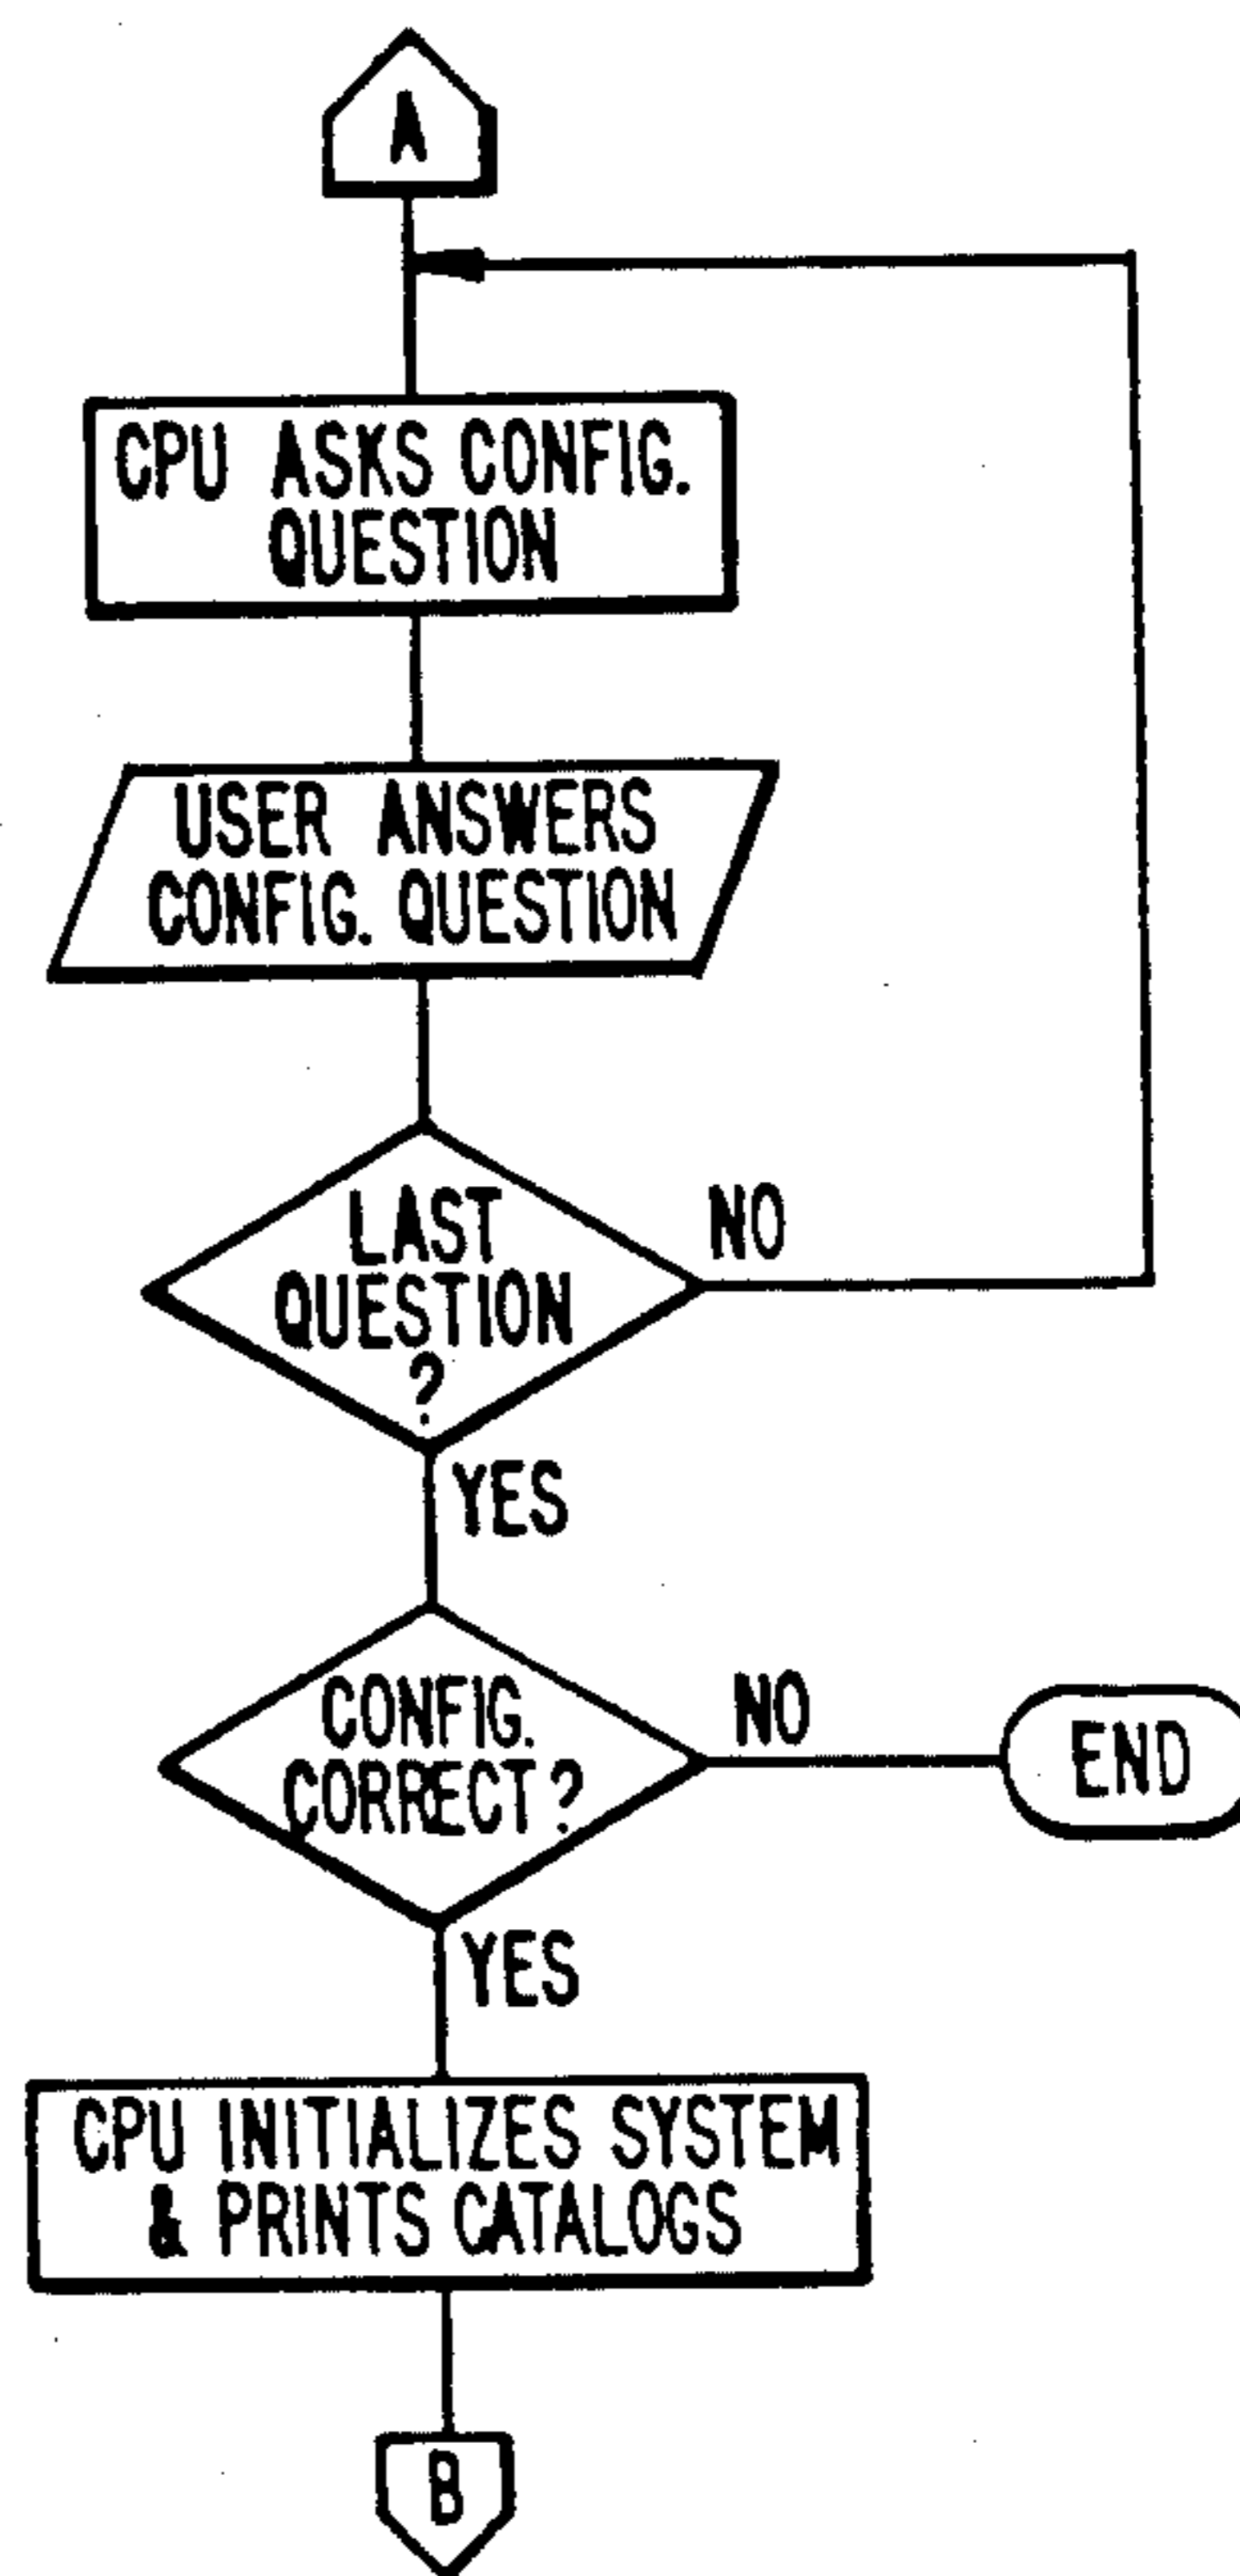 A
CPU ASKS CONFIG.
QUESTION
USER ANSWERS
CONFIG. QUESTION
LAST
QUESTION
?
NO
YES
CONFIG.
CORRECT?
NO
END
YES
CPU INITIALIZES SYSTEM
& PRINTS CATALOGS
B